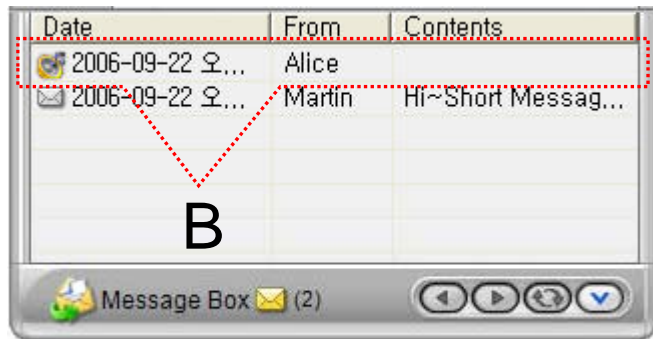 Date From Contents
2006-09-22 오... Alice
2006-09-22 오... Martin Hi~Short Messag...
B
Message Box (2)